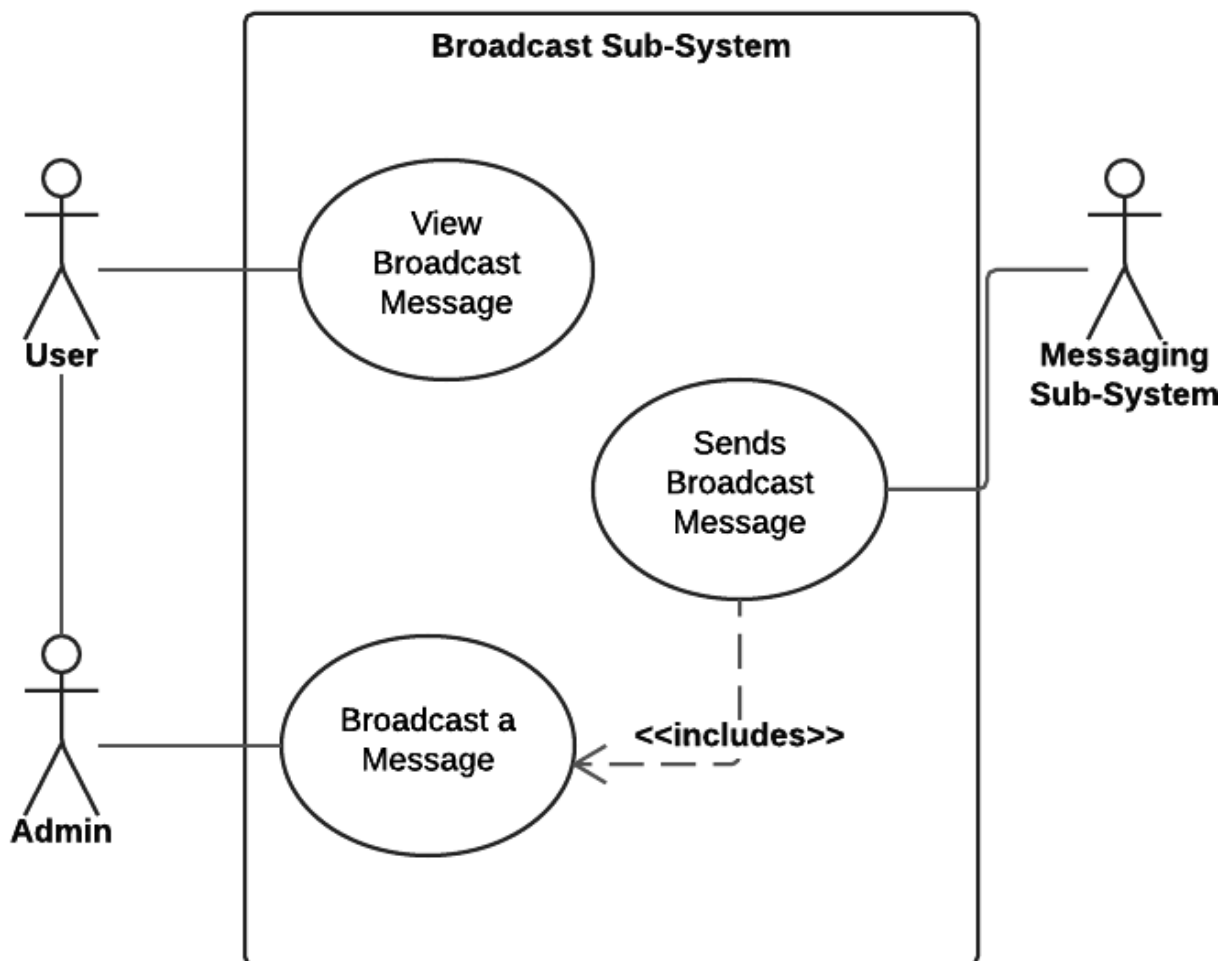 Broadcast Sub-System
View
Broadcast
Message
User
Messaging
Sub-System
Sends
Broadcast
Message
Broadcast a
Message
<<includes>>
Admin